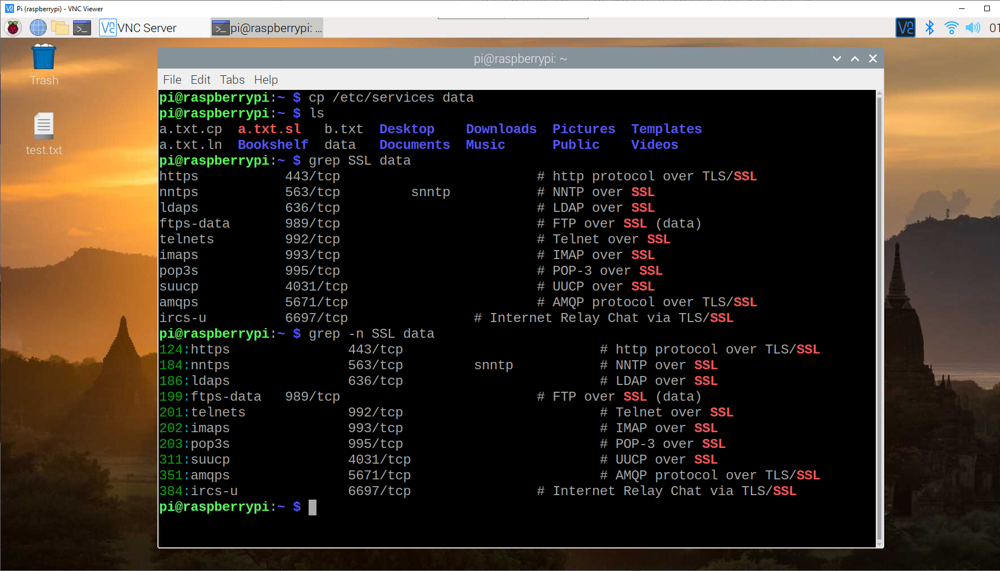 Pi (raspberrypi) - VNC Viewer
VNC Server
pi@raspberrypi: ...
01
Trash
test.txt
pi@raspberrypi: ~
File Edit Tabs Help
pi@raspberrypi:~ $ cp /etc/services data
pi@raspberrypi:~ $ ls
a.txt.cp  a.txt.sl   b.txt  Desktop    Downloads  Pictures  Templates
a.txt.ln  Bookshelf  data   Documents  Music      Public    Videos
pi@raspberrypi:~ $ grep SSL data
https           443/tcp                         # http protocol over TLS/SSL
nntps           563/tcp         snntp           # NNTP over SSL
ldaps           636/tcp                         # LDAP over SSL
ftps-data       989/tcp                         # FTP over SSL (data)
telnets         992/tcp                         # Telnet over SSL
imaps           993/tcp                         # IMAP over SSL
pop3s           995/tcp                         # POP-3 over SSL
suucp           4031/tcp                        # UUCP over SSL
amqps           5671/tcp                        # AMQP protocol over TLS/SSL
ircs-u          6697/tcp                # Internet Relay Chat via TLS/SSL
pi@raspberrypi:~ $ grep -n SSL data
124:https               443/tcp                         # http protocol over TLS/SSL
184:nntps               563/tcp         snntp           # NNTP over SSL
186:ldaps               636/tcp                         # LDAP over SSL
199:ftps-data   989/tcp                         # FTP over SSL (data)
201:telnets             992/tcp                         # Telnet over SSL
202:imaps               993/tcp                         # IMAP over SSL
203:pop3s               995/tcp                         # POP-3 over SSL
311:suucp               4031/tcp                        # UUCP over SSL
351:amqps               5671/tcp                        # AMQP protocol over TLS/SSL
384:ircs-u              6697/tcp                # Internet Relay Chat via TLS/SSL
pi@raspberrypi:~ $